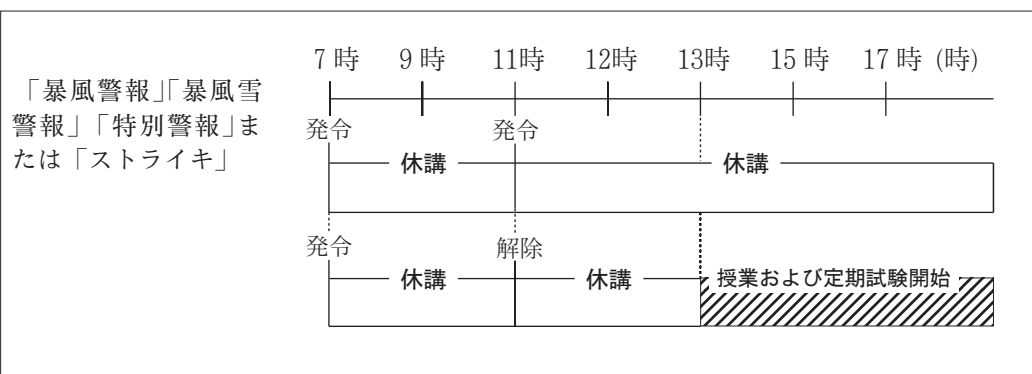 7時 9時 11時 12時 13時 15時 17時 (時)
「暴風警報」「暴風雪
警報」「特別警報」ま
たは「ストライキ」
発令 発令
休講 休講
発令 解除
休講 休講 授業および定期試験開始